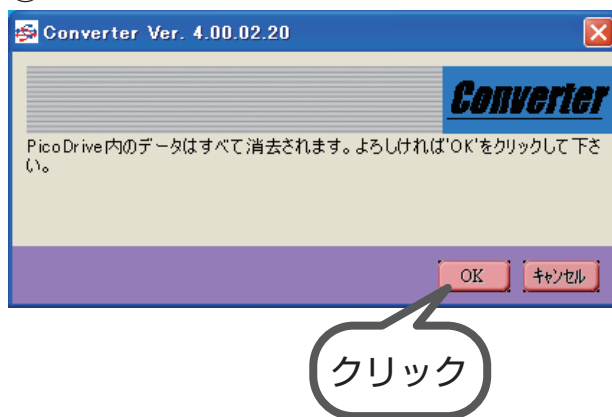 Converter Ver. 4.00.02.20
Converter
PicoDrive内のデータはすべて消去されます。よろしければ'OK'をクリックして下さ
い。
OK キャンセル
クリック